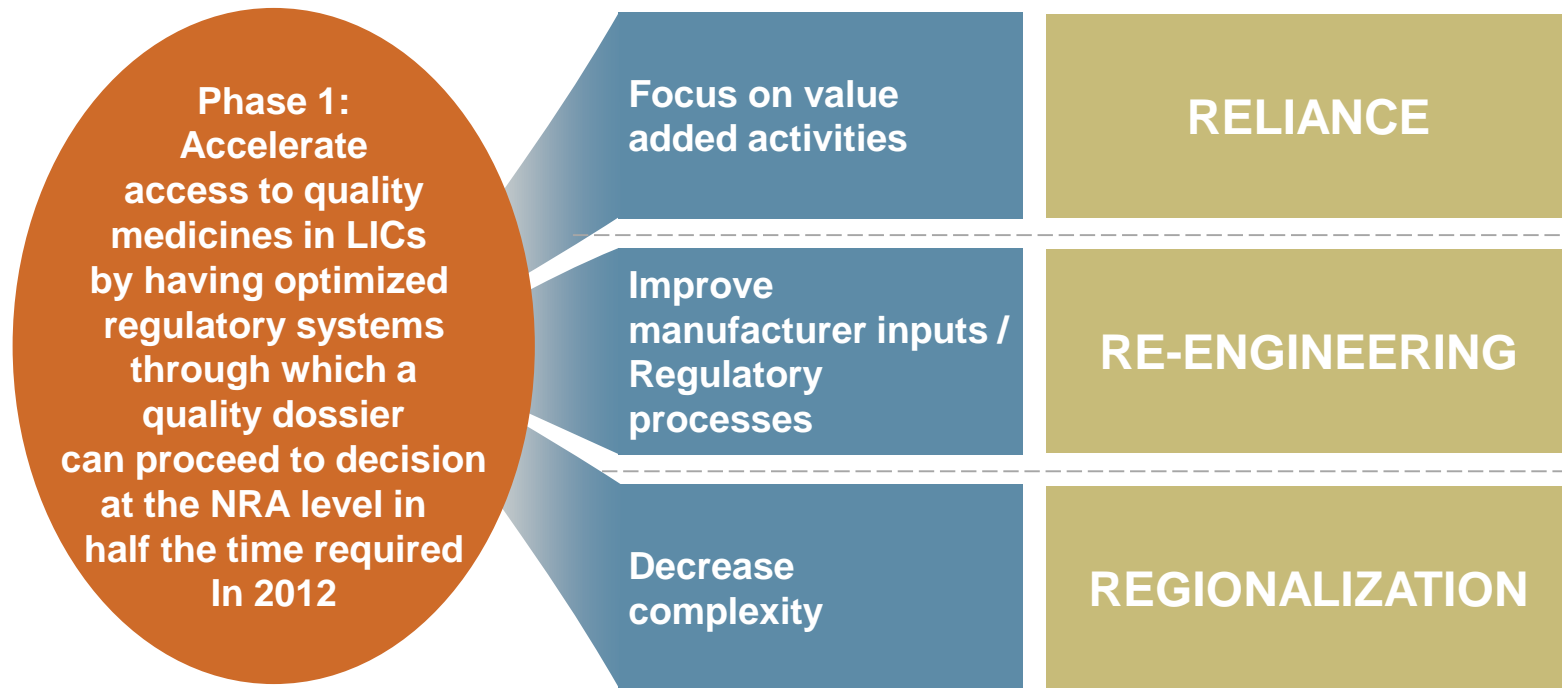 Phase 1:
Accelerate
access to quality
medicines in LICs
by having optimized
regulatory systems
through which a
quality dossier
can proceed to decision
at the NRA level in
half the time required
In 2012
Focus on value
added activities
RELIANCE
Improve
manufacturer inputs /
Regulatory
processes
RE-ENGINEERING
Decrease
complexity
REGIONALIZATION